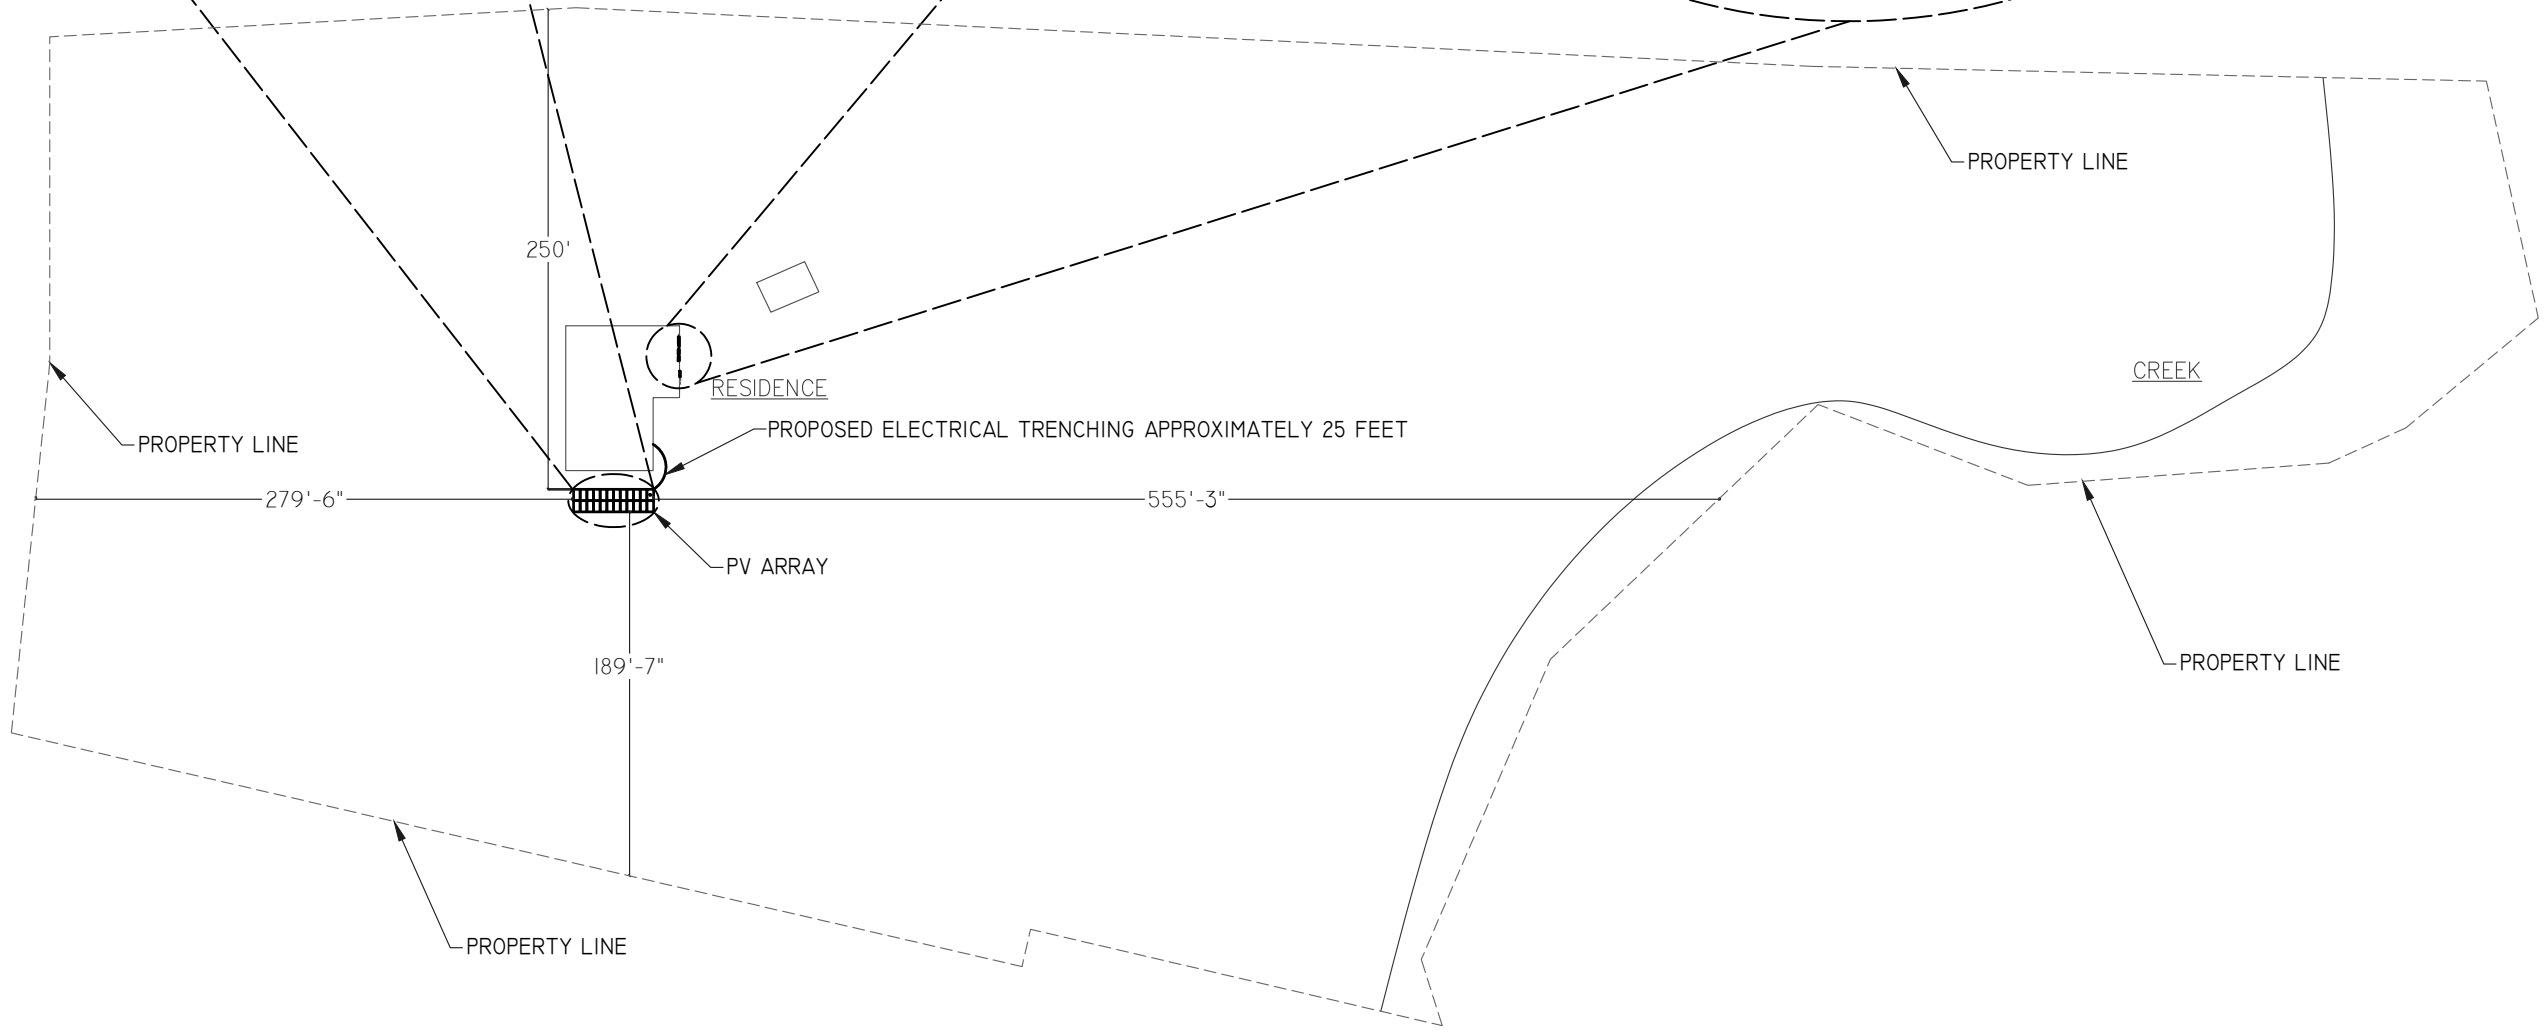 PROPERTY LINE
250'
CREEK
RESIDENCE
PROPOSED ELECTRICAL TRENCHING APPROXIMATELY 25 FEET
PROPERTY LINE
279'-6"
555'-3"
PV ARRAY
PROPERTY LINE
189'-7"
PROPERTY LINE